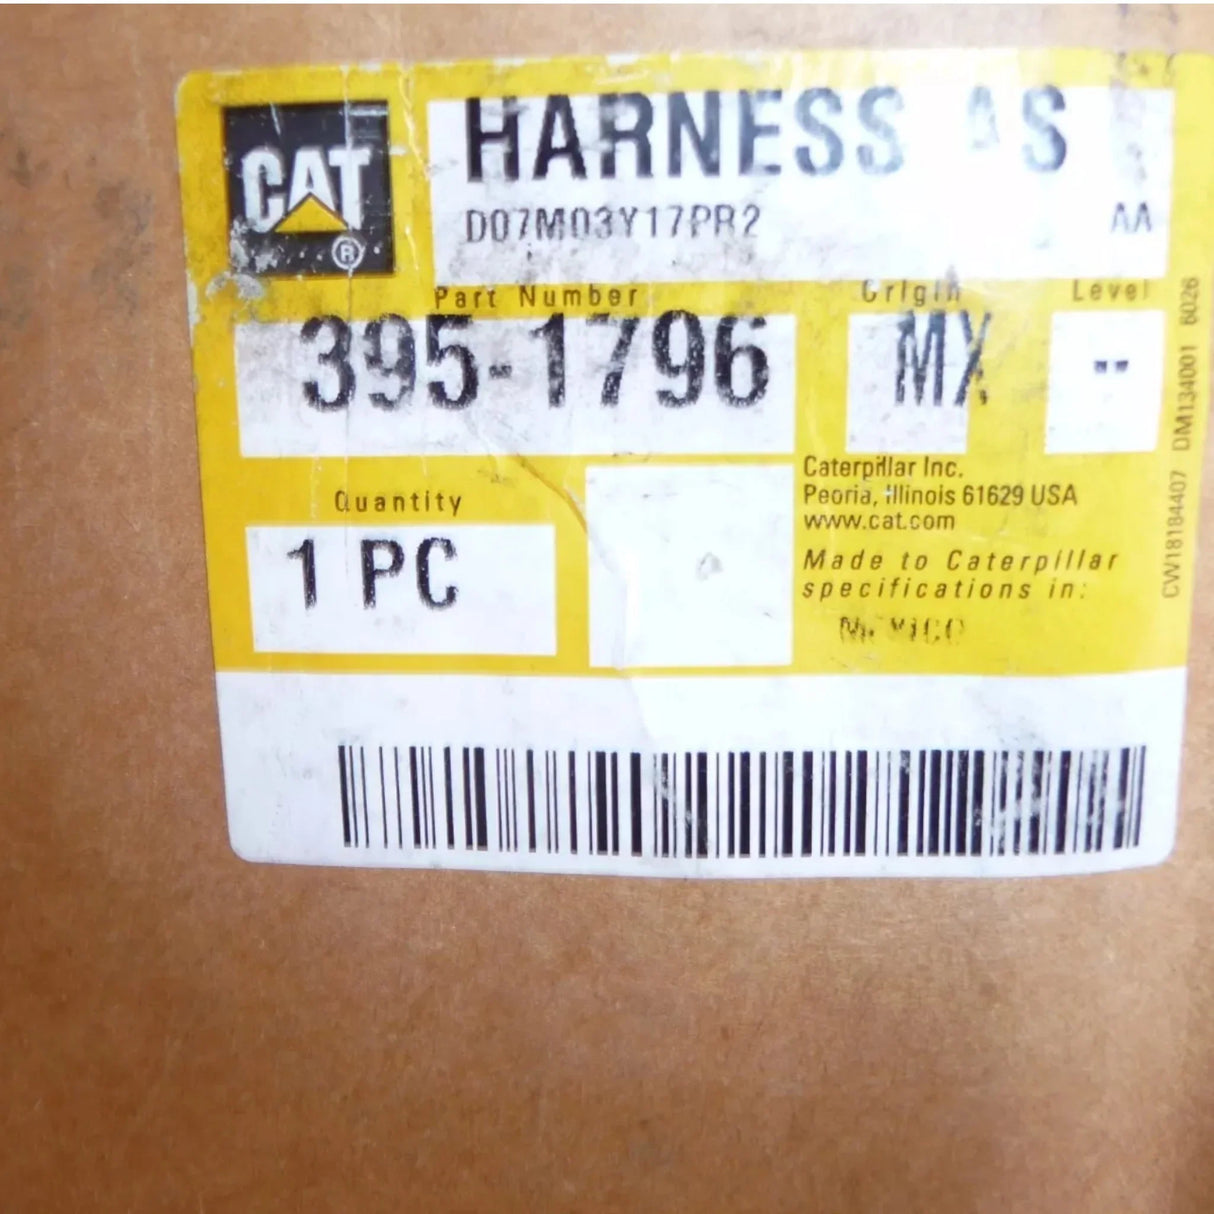 HARNESS AS
CAT
®
D07M03Y17PR2 AA
Part Number Origin Level
395-1796 MX --
Caterpillar Inc.
Peoria, Illinois 61629 USA
www.cat.com
Quantity
1 PC
Made to Caterpillar
specifications in:
MEXICO
CW18184407 DM134001 6026